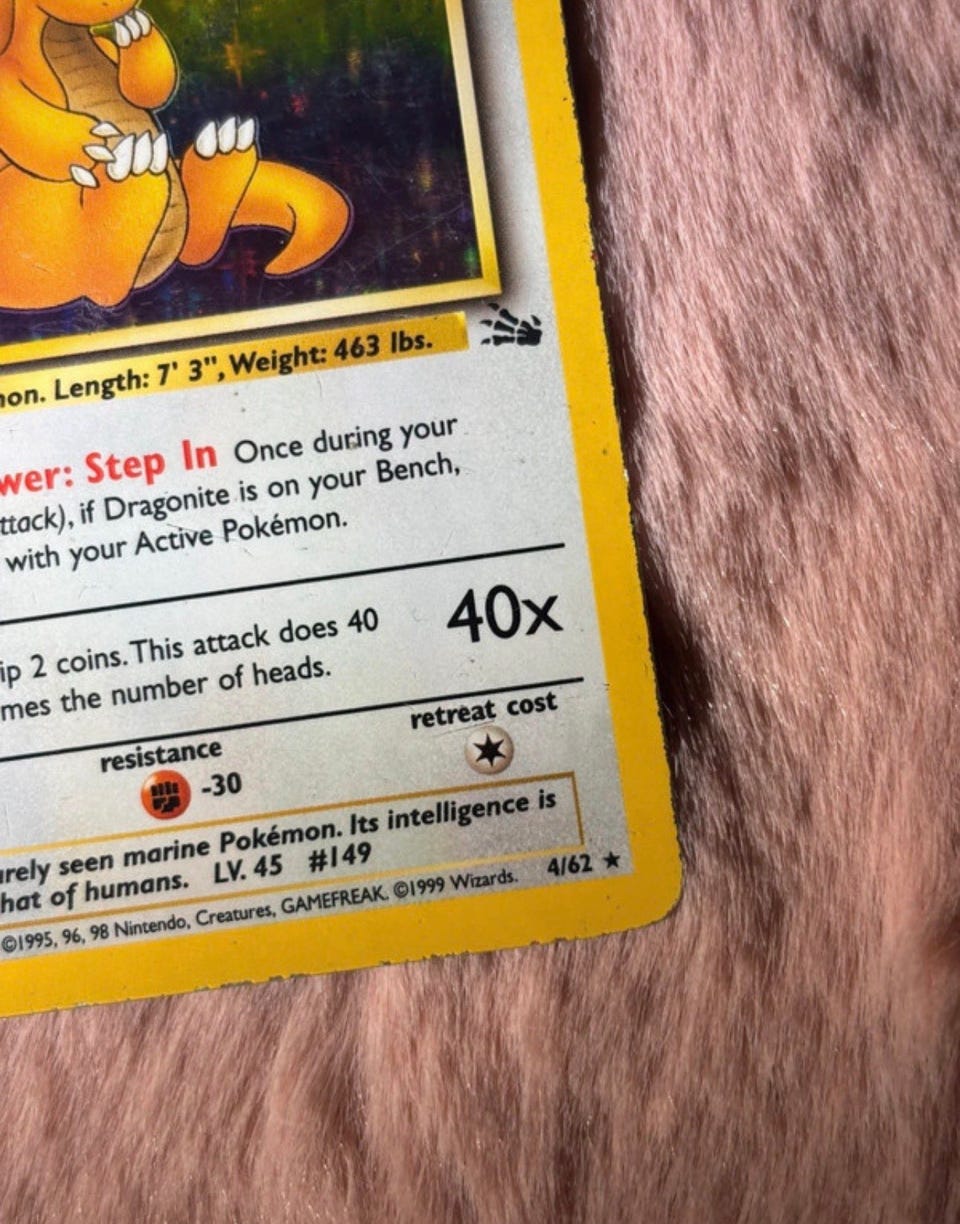 non. Length: 7' 3", Weight: 463 lbs.
wer: Step In Once during your
ttack), if Dragonite is on your Bench,
with your Active Pokémon.
ip 2 coins. This attack does 40
mes the number of heads.
40x
resistance
-30
retreat cost
arely seen marine Pokémon. Its intelligence is
hat of humans. LV. 45 #149
©1995, 96, 98 Nintendo, Creatures, GAMEFREAK. ©1999 Wizards. 4/62 ★